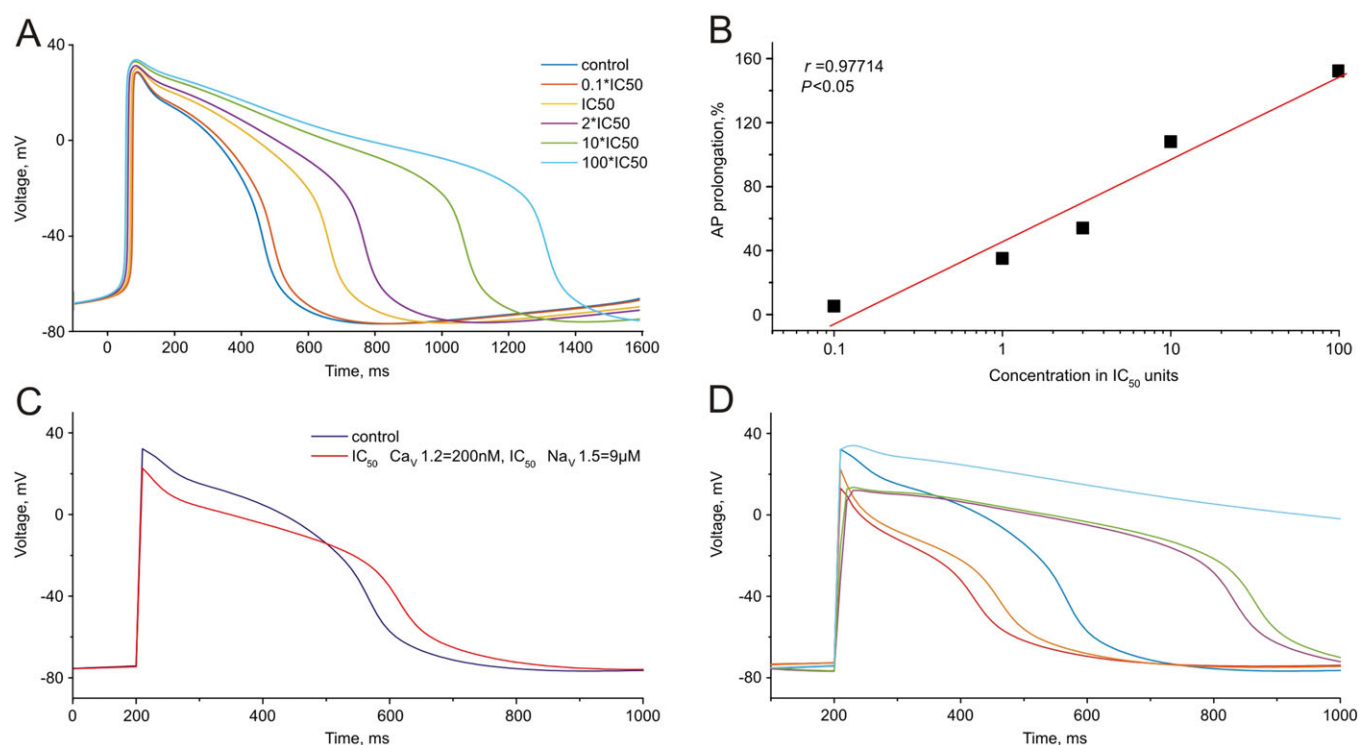 A
40
0
-40
-80
Voltage, mV
0
200
400
600
800
1000
1200
1400
1600
Time, ms
control
0.1*IC50
IC50
2*IC50
10*IC50
100*IC50
B
r =0.97714
P<0.05
160
120
80
40
0
AP prolongation,%
0.1
1
10
100
Concentration in IC50 units
C
40
0
-40
-80
Voltage, mV
0
200
400
600
800
1000
Time, ms
control
IC50 CaV 1.2=200nM, IC50 NaV 1.5=9µM
D
40
0
-40
-80
Voltage, mV
200
400
600
800
1000
Time, ms